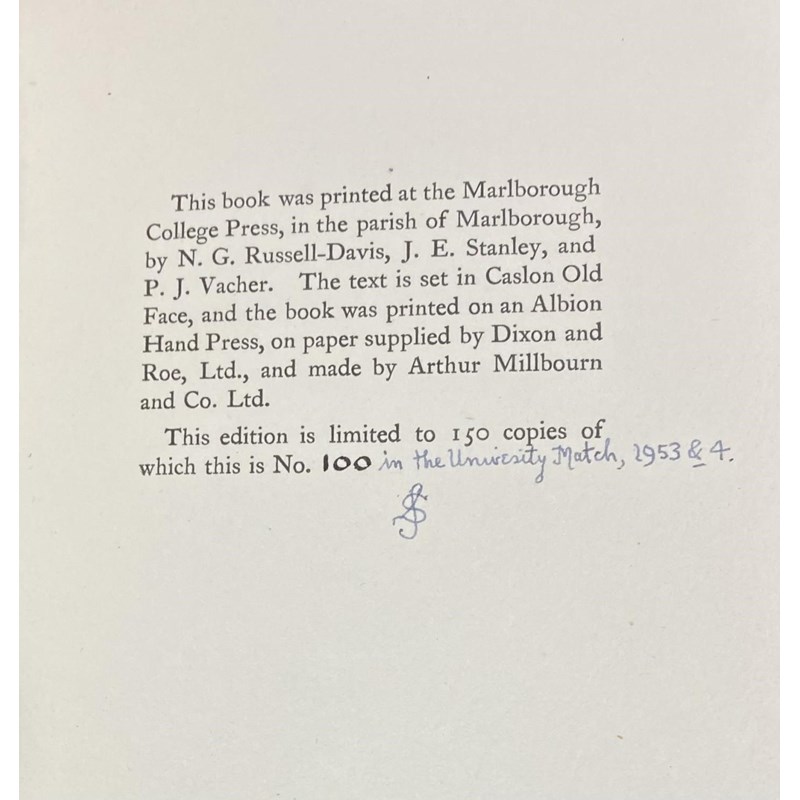 This book was printed at the Marlborough
College Press, in the parish of Marlborough,
by N. G. Russell-Davis, J. E. Stanley, and
P. J. Vacher. The text is set in Caslon Old
Face, and the book was printed on an Albion
Hand Press, on paper supplied by Dixon and
Roe, Ltd., and made by Arthur Millbourn
and Co. Ltd.
This edition is limited to 150 copies of
which this is No. 100 in the University Match, 1953 & 4.